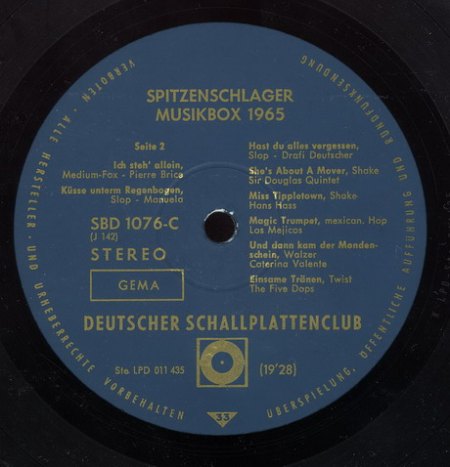 SPITZENSCHLAGER
MUSIKBOX 1965
Seite 2
Ich steh' allein,
Medium-Fox - Pierre Brice
Küsse unterm Regenbogen,
Slop - Manuela
SBD 1076-C
(J 142)
STEREO
GEMA
Hast du alles vergessen,
Slop - Drafi Deutscher
She's About A Mover, Shake
Sir Douglas Quintet
Miss Tippletown, Shake
Hans Hass
Magic Trumpet, mexican. Hop
Los Mejicos
Und dann kam der Monden-
schein, Walzer
Caterina Valente
Einsame Tränen, Twist
The Five Dops
DEUTSCHER SCHALLPLATTENCLUB
Ste. LPD 011 435
(19'28)
33
ALLE HERSTELLER- UND URHEBERRECHTE VORBEHALTEN
ÜBERSPIELUNG, ÖFFENTLICHE AUFFÜHRUNG UND RUNDFUNKSENDUNG VERBOTEN -